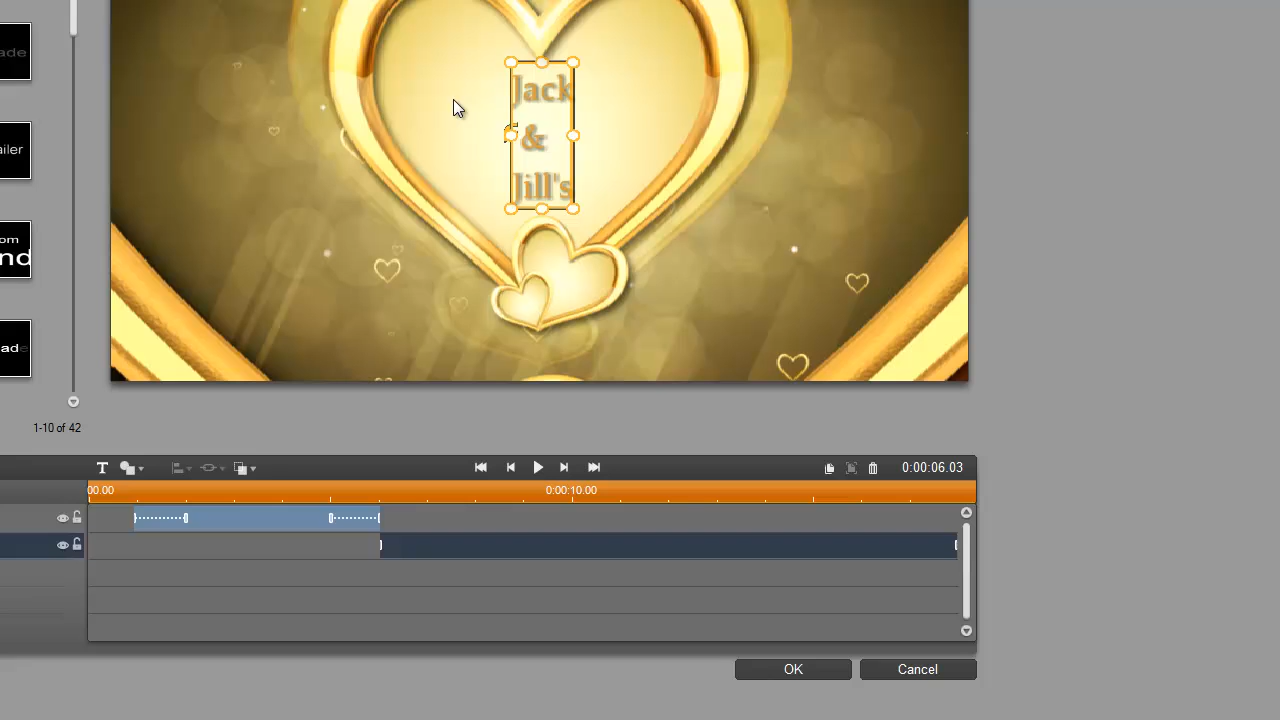 ade
ailer
om
nd
ade
1-10 of 42
Jack
&
Jill's
T
0:00:06.03
00.00
0:00:10.00
OK
Cancel